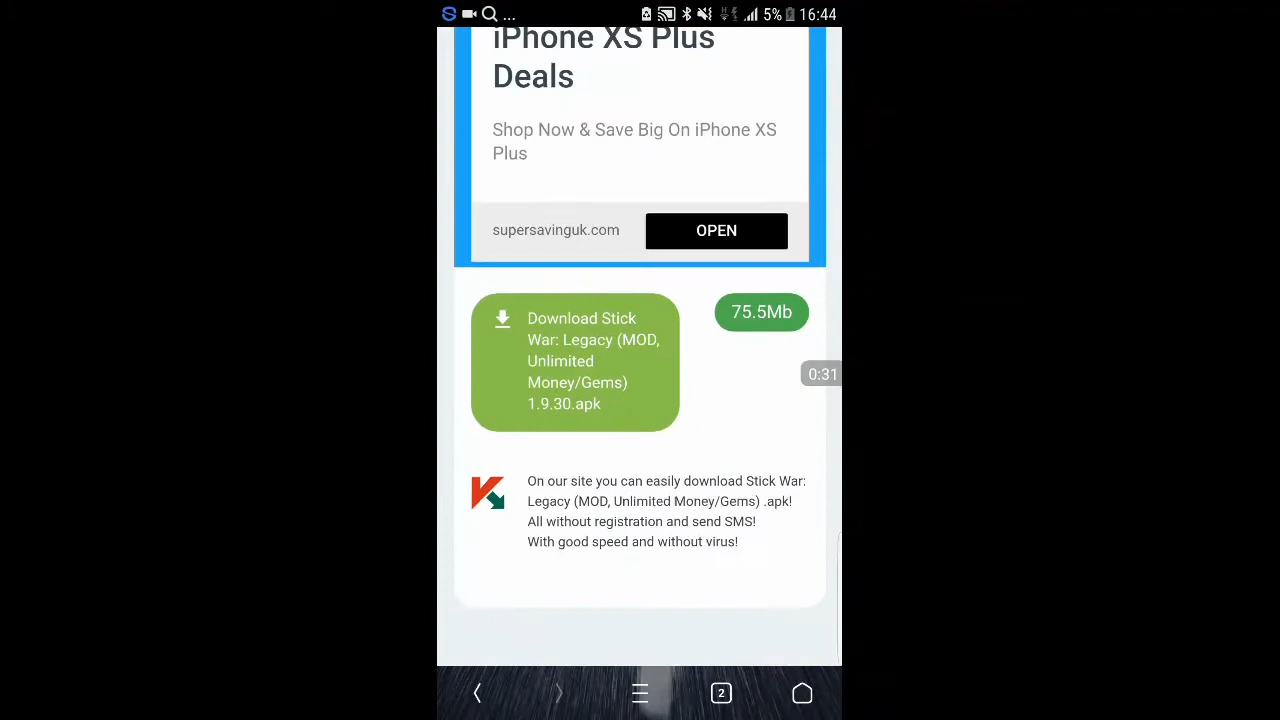 ... 5% 16:44
iPhone XS Plus
Deals
Shop Now & Save Big On iPhone XS
Plus
supersavinguk.com OPEN
Download Stick
War: Legacy (MOD,
Unlimited
Money/Gems)
1.9.30.apk
75.5Mb
0:31
On our site you can easily download Stick War:
Legacy (MOD, Unlimited Money/Gems) .apk!
All without registration and send SMS!
With good speed and without virus!
2